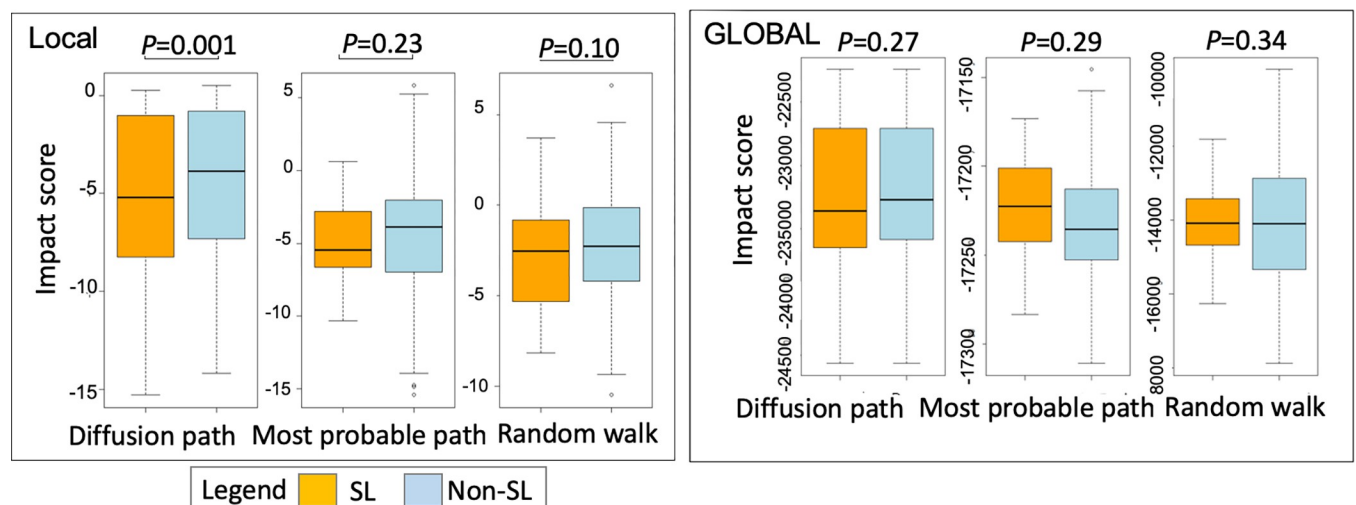 Local
P=0.001
P=0.23
P=0.10
Impact score
0
-5
-10
-15
5
0
-5
-10
-15
5
0
-5
-10
Diffusion path
Most probable path
Random walk
GLOBAL
P=0.27
P=0.29
P=0.34
Impact score
-22500
-23000
-235000
-24000
-24500
-17150
-17200
-17250
-17300
-10000
-12000
-14000
-16000
8000
Diffusion path
Most probable path
Random walk
Legend SL Non-SL